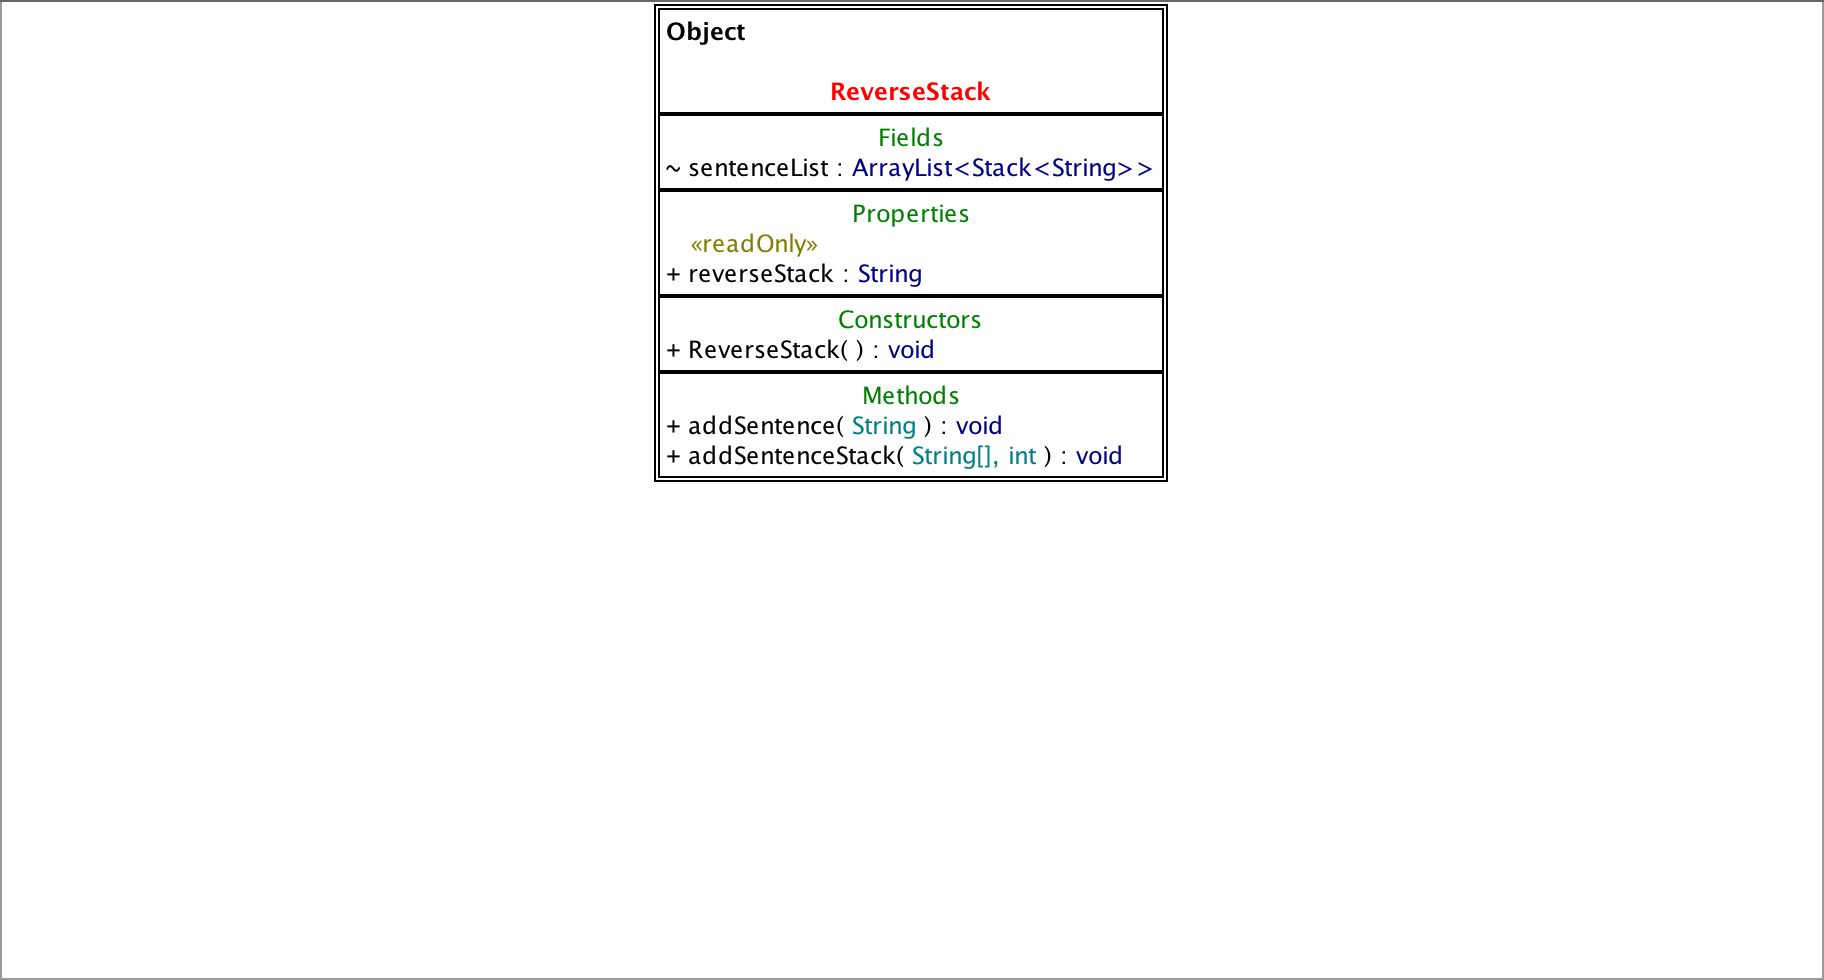 Object
ReverseStack
Fields
~ sentenceList : ArrayList<Stack<String>>
Properties
«readOnly»
+ reverseStack : String
Constructors
+ ReverseStack( ) : void
Methods
+ addSentence( String ) : void
+ addSentenceStack( String[], int ) : void